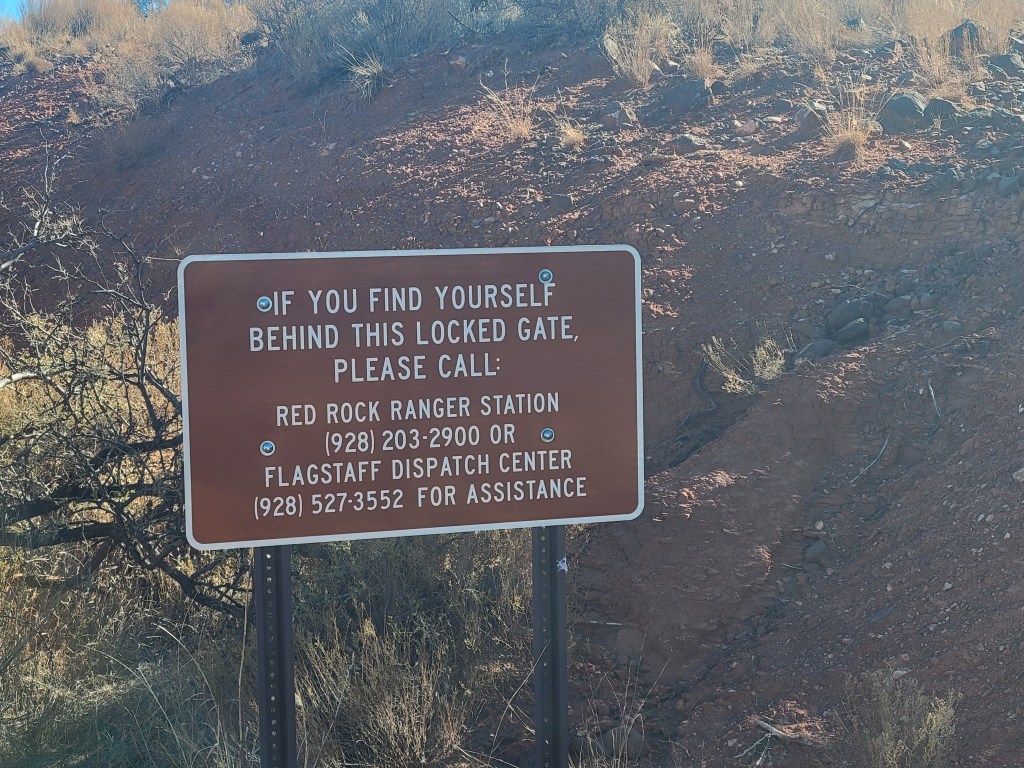 IF YOU FIND YOURSELF
BEHIND THIS LOCKED GATE,
PLEASE CALL:
RED ROCK RANGER STATION
(928) 203-2900 OR
FLAGSTAFF DISPATCH CENTER
(928) 527-3552 FOR ASSISTANCE